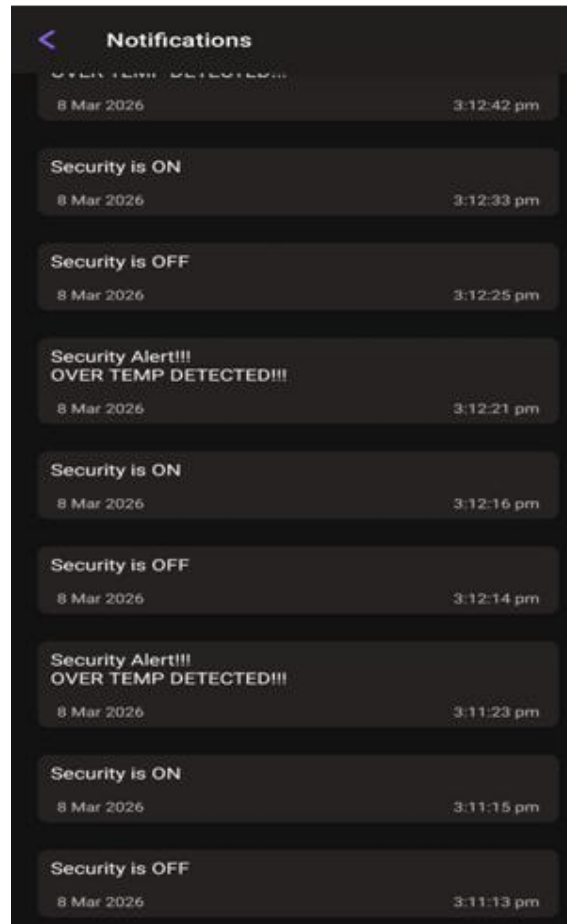 Notifications
OVER TEMP DETECTED!!!
8 Mar 2026 3:12:42 pm
Security is ON
8 Mar 2026 3:12:33 pm
Security is OFF
8 Mar 2026 3:12:25 pm
Security Alert!!!
OVER TEMP DETECTED!!!
8 Mar 2026 3:12:21 pm
Security is ON
8 Mar 2026 3:12:16 pm
Security is OFF
8 Mar 2026 3:12:14 pm
Security Alert!!!
OVER TEMP DETECTED!!!
8 Mar 2026 3:11:23 pm
Security is ON
8 Mar 2026 3:11:15 pm
Security is OFF
8 Mar 2026 3:11:13 pm